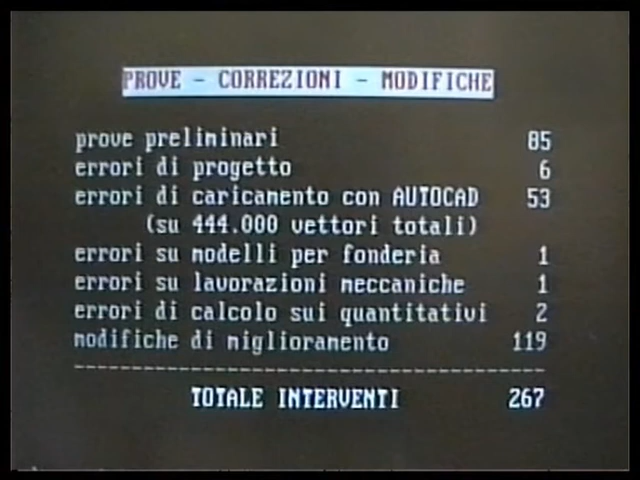 PROVE - CORREZIONI - MODIFICHE
prove preliminari 85
errori di progetto 6
errori di caricamento con AUTOCAD 53
(su 444.000 vettori totali)
errori su modelli per fonderia 1
errori su lavorazioni meccaniche 1
errori di calcolo sui quantitativi 2
modifiche di miglioramento 119
---------------------------------------------
TOTALE INTERVENTI 267